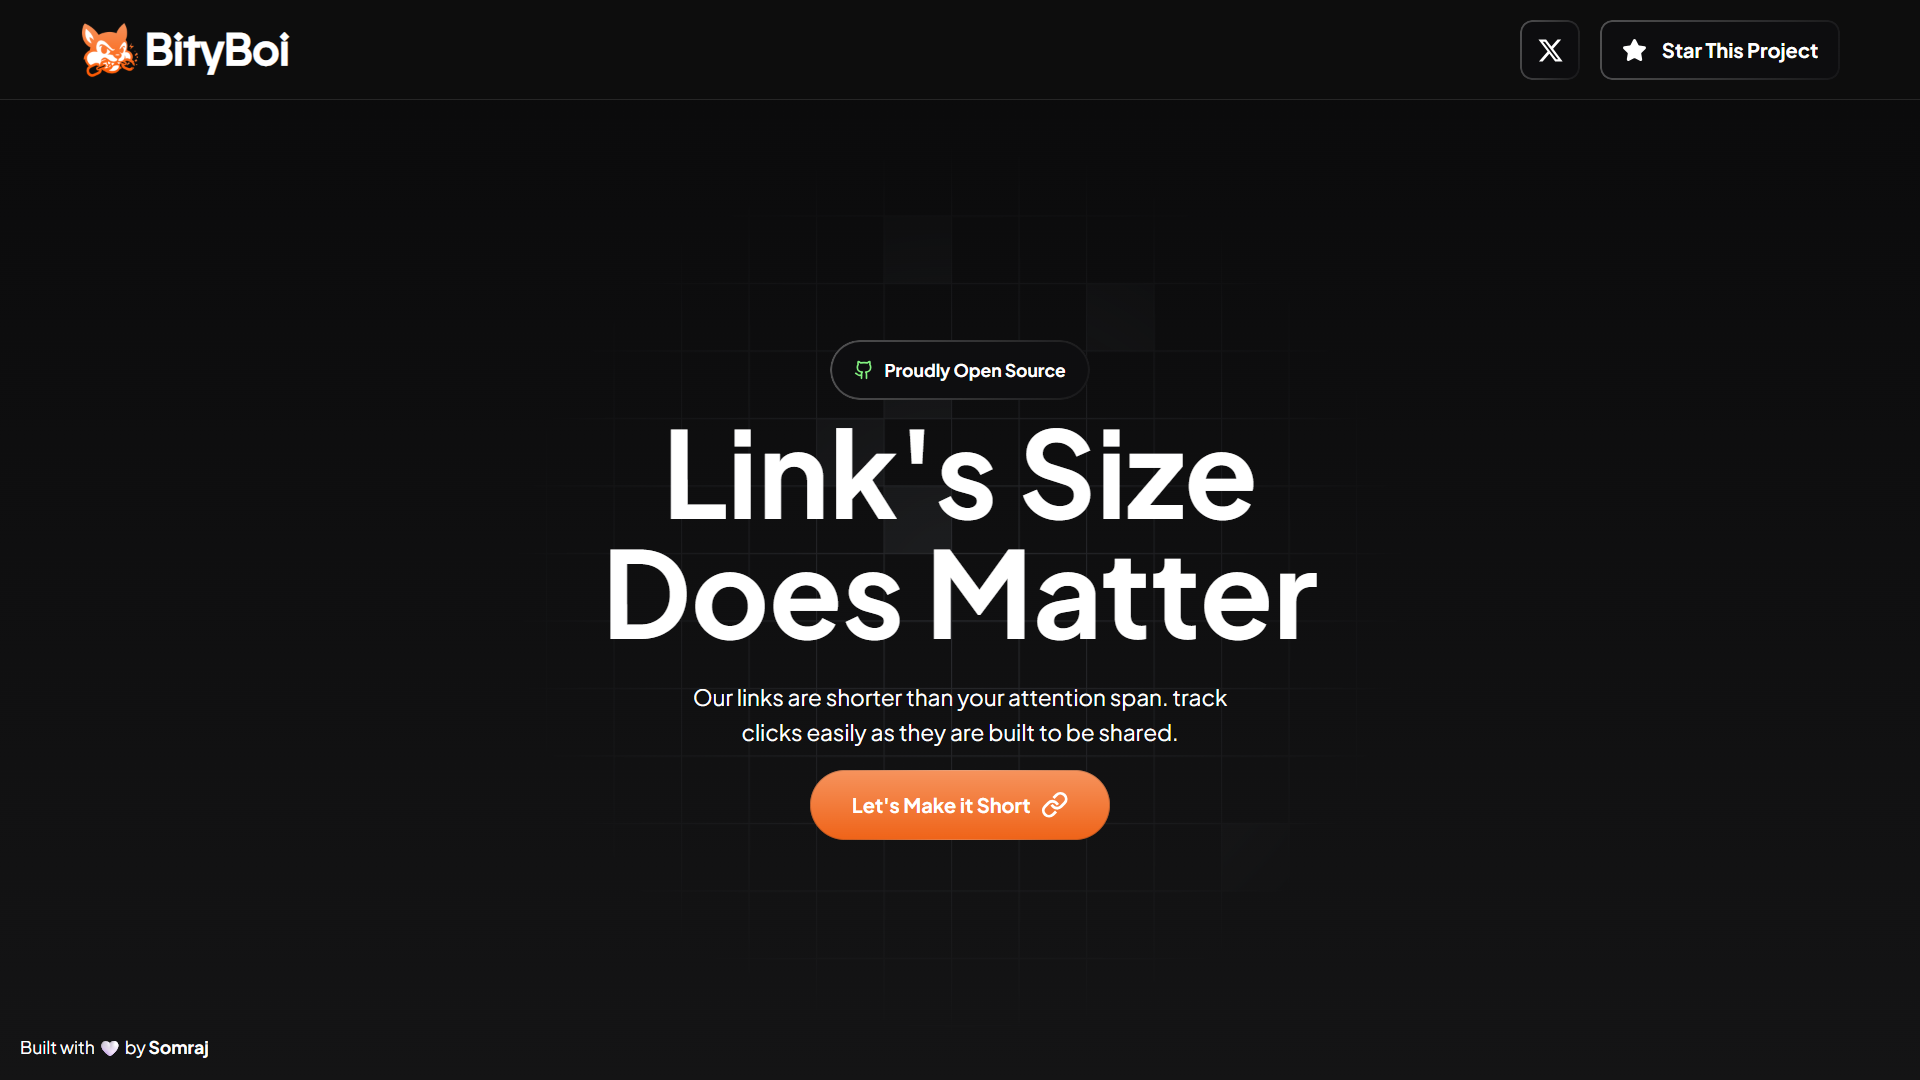 BityBoi
Star This Project
Proudly Open Source
Link's Size
Does Matter
Our links are shorter than your attention span. track
clicks easily as they are built to be shared.
Let's Make it Short
Built with 🤍 by Somraj